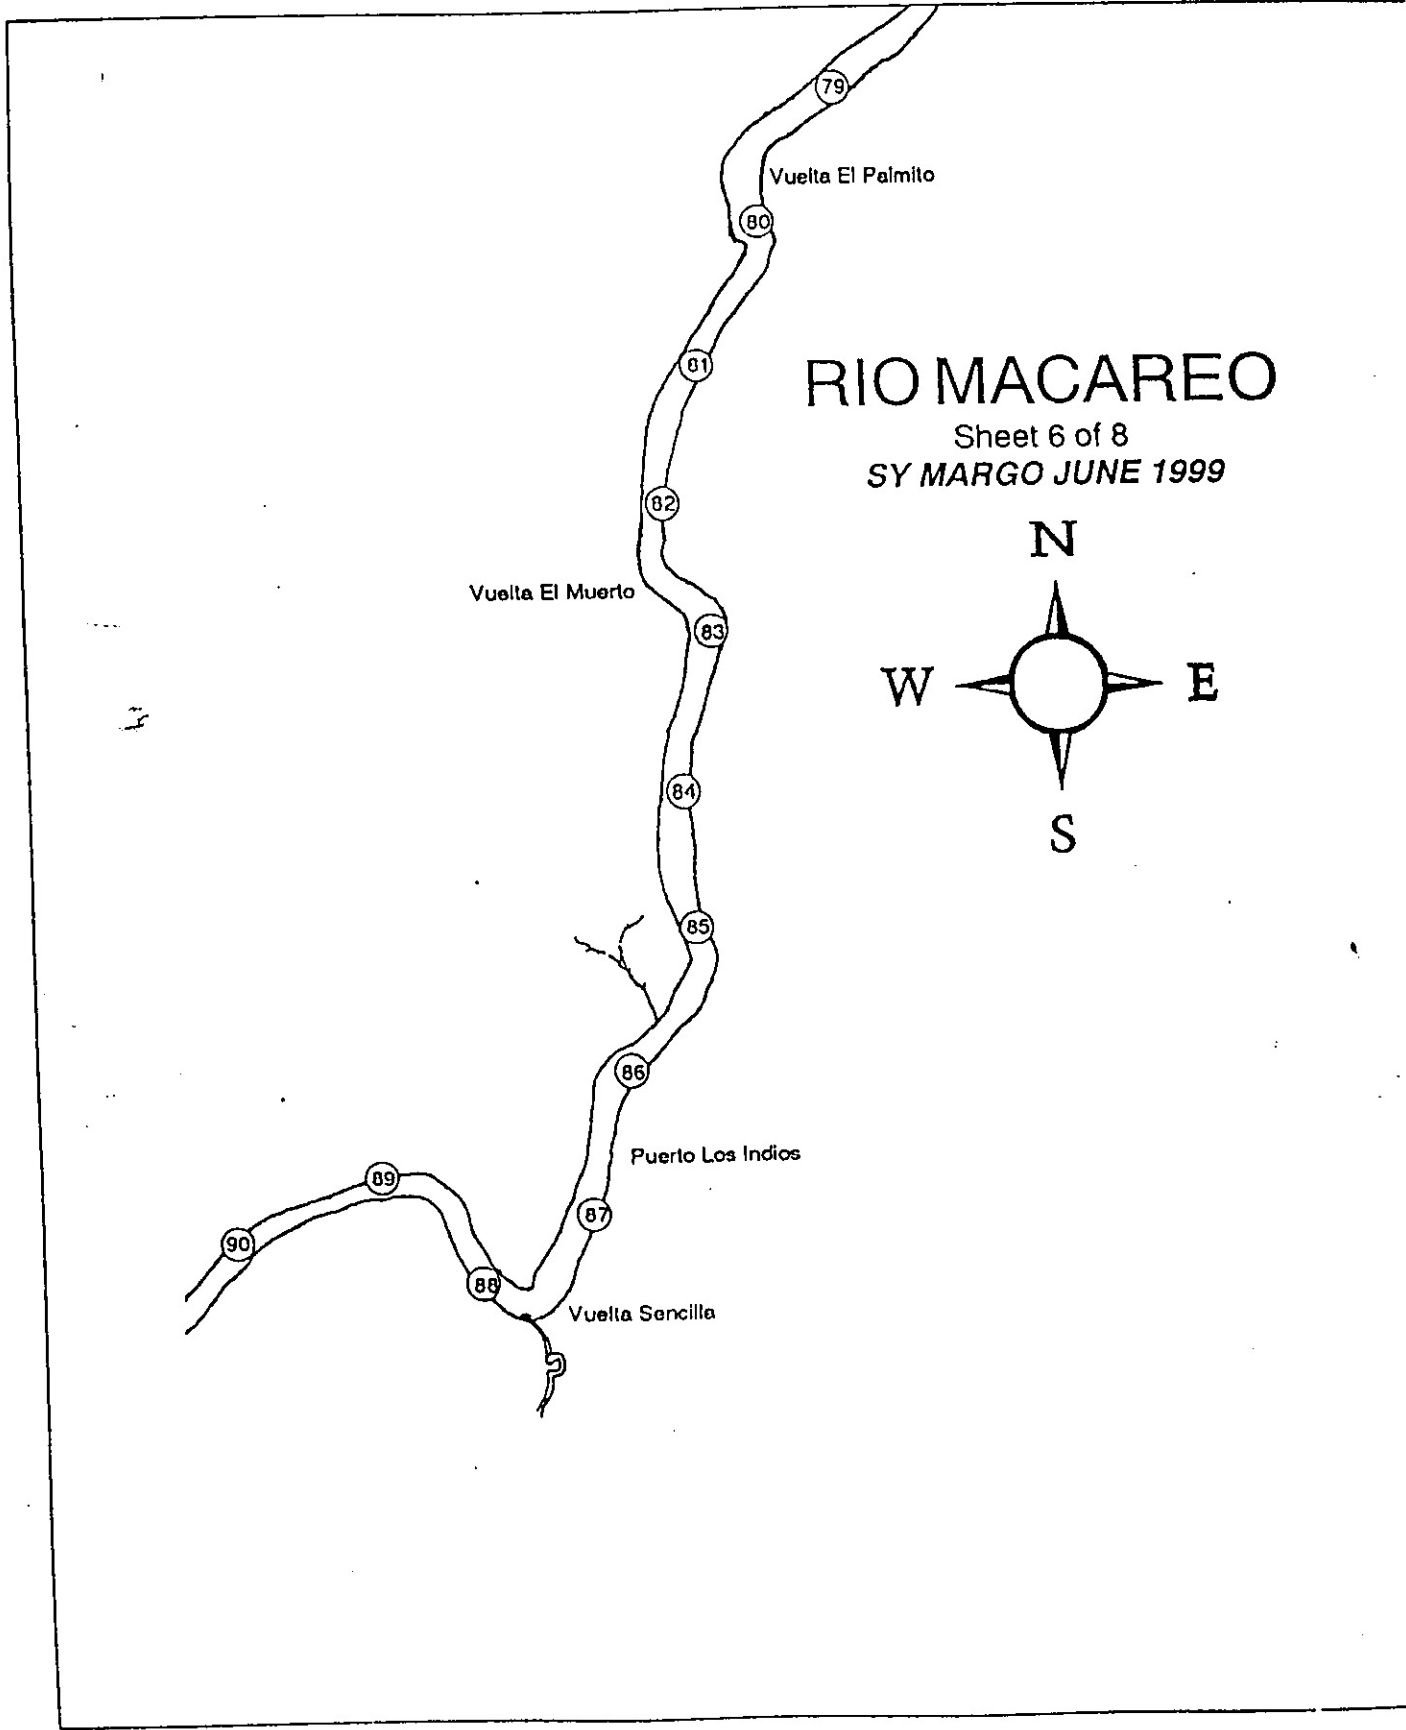 79
Vuelta El Palmito
80
81
RIO MACAREO
Sheet 6 of 8
SY MARGO JUNE 1999
82
N
Vuelta El Muerto
83
W
E
84
S
85
86
Puerto Los Indios
89
87
90
88
Vuelta Sencilla